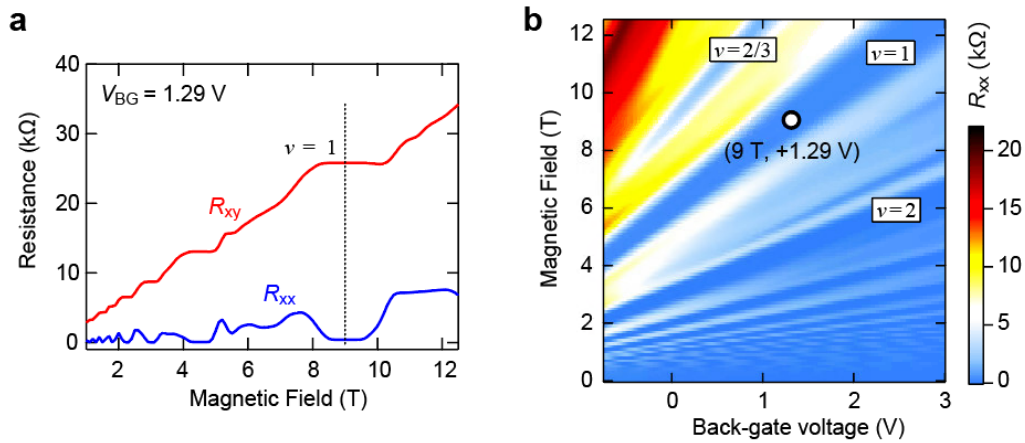 a
V_BG = 1.29 V
ν = 1
R_xy
R_xx
Resistance (kΩ)
40
30
20
10
0
2
4
6
8
10
12
Magnetic Field (T)
b
ν=2/3
ν=1
(9 T, +1.29 V)
ν=2
Magnetic Field (T)
12
10
8
6
4
2
0
0
1
2
3
Back-gate voltage (V)
R_xx (kΩ)
20
15
10
5
0